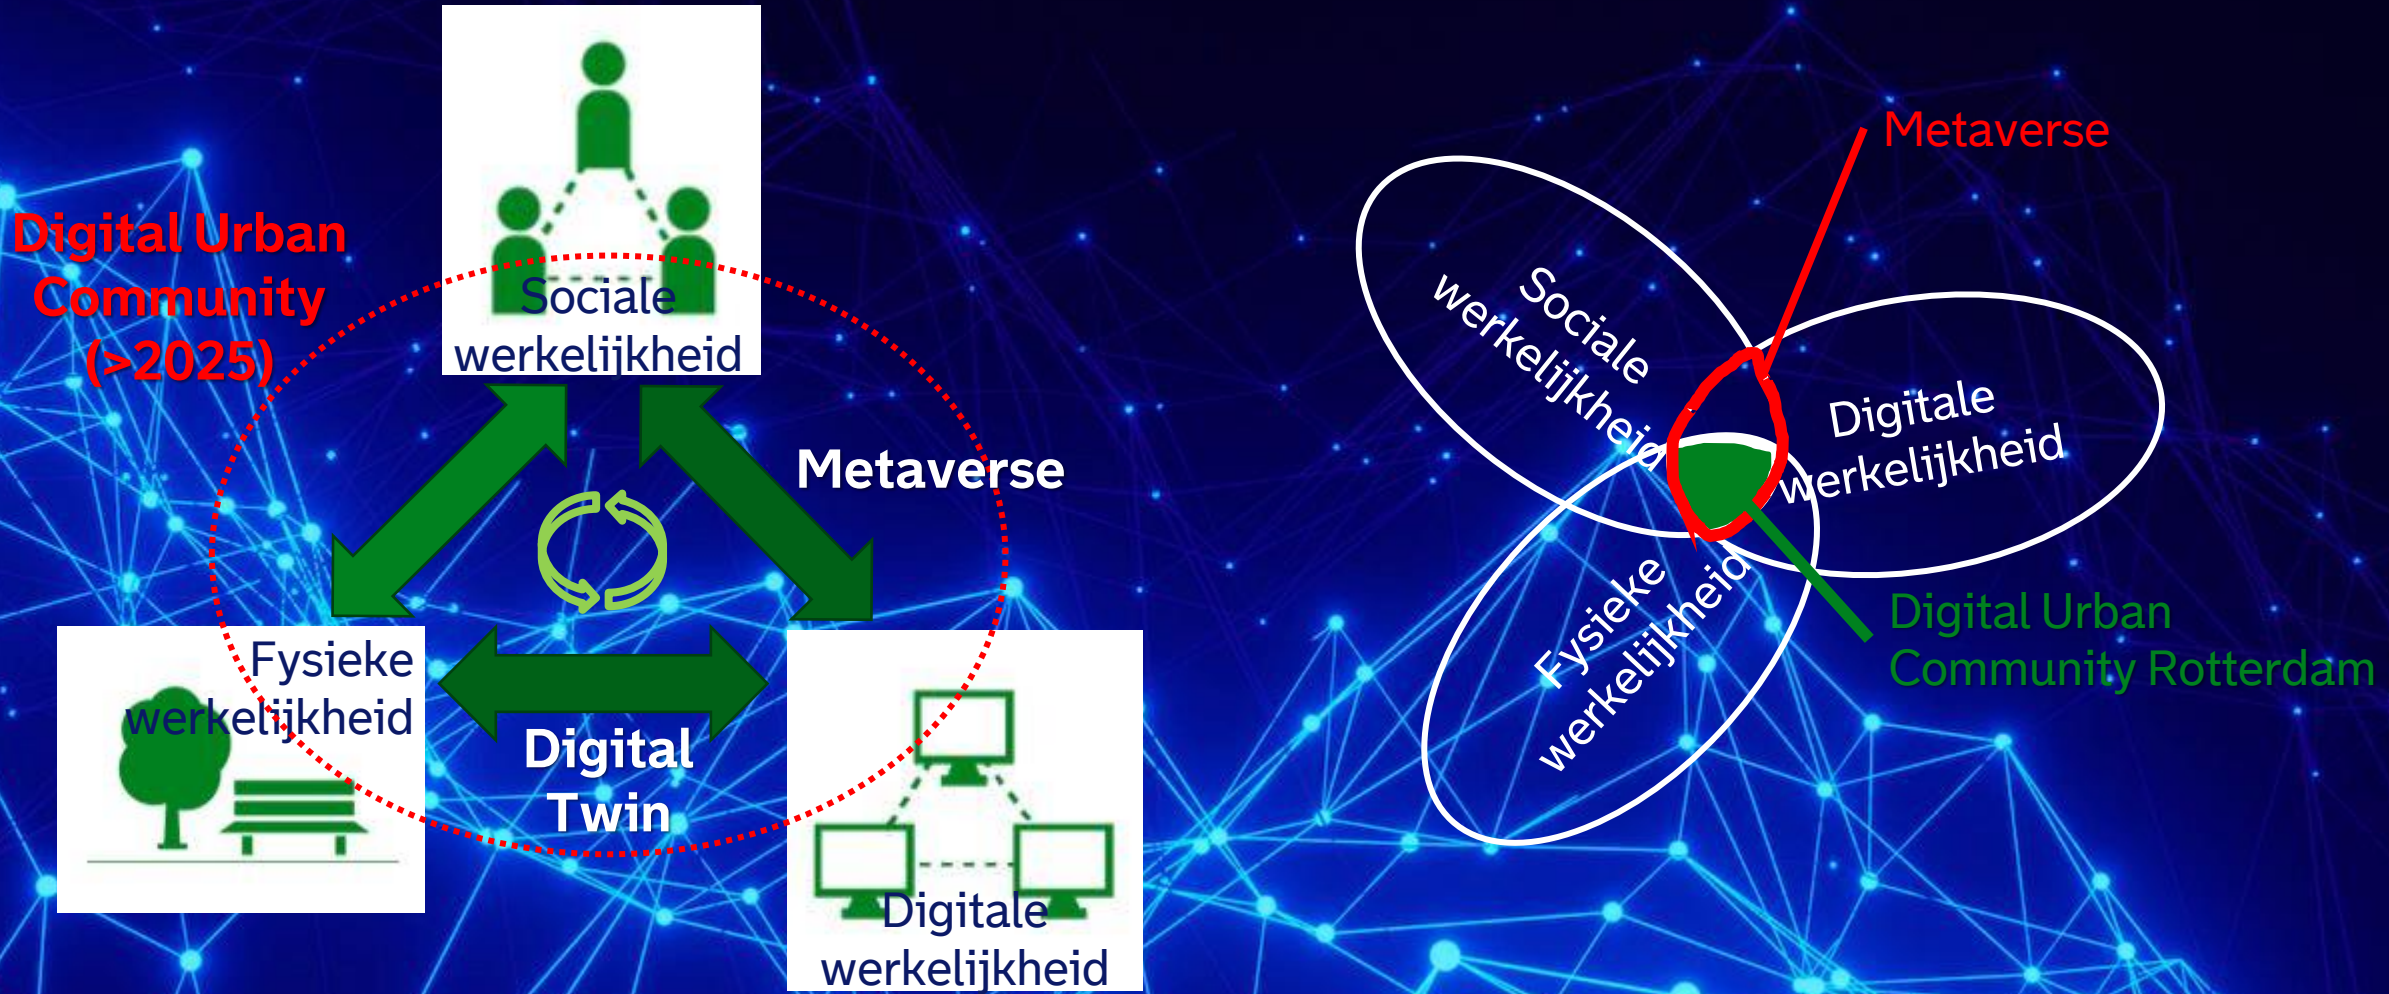 Digital Urban
Community
(>2025)
Sociale
werkelijkheid
Metaverse
Fysieke
werkelijkheid
Digital
Twin
Digitale
werkelijkheid
Metaverse
Sociale
werkelijkheid
Digitale
werkelijkheid
Fysieke
werkelijkheid
Digital Urban
Community Rotterdam